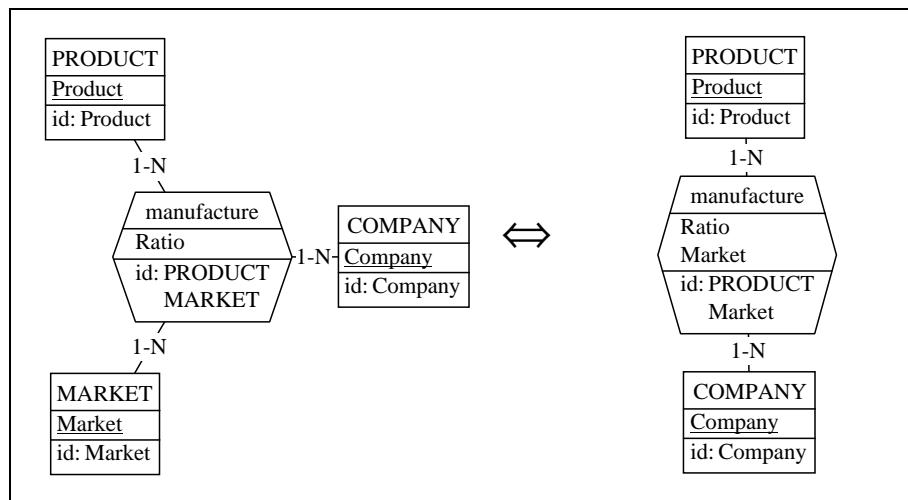 PRODUCT
Product
id: Product
1-N
manufacture
Ratio
id: PRODUCT
MARKET
1-N
COMPANY
Company
id: Company
1-N
MARKET
Market
id: Market
⇔
PRODUCT
Product
id: Product
1-N
manufacture
Ratio
Market
id: PRODUCT
Market
1-N
COMPANY
Company
id: Company